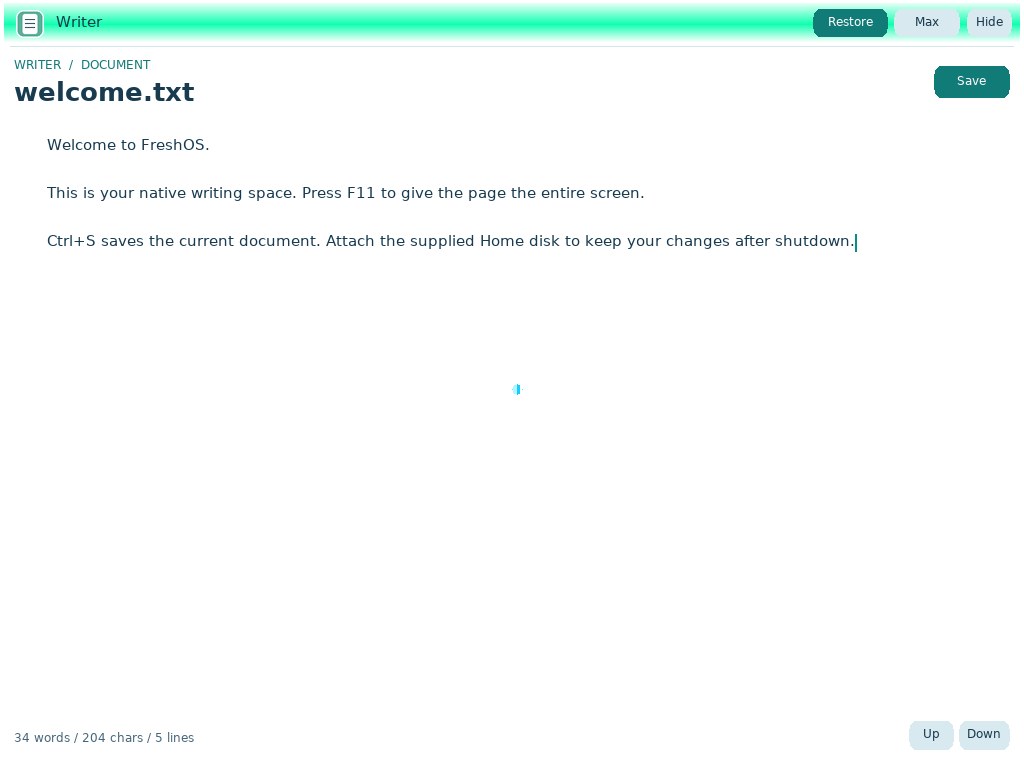 Writer
Restore
Max
Hide
WRITER / DOCUMENT
welcome.txt
Save
Welcome to FreshOS.
This is your native writing space. Press F11 to give the page the entire screen.
Ctrl+S saves the current document. Attach the supplied Home disk to keep your changes after shutdown.
34 words / 204 chars / 5 lines
Up
Down